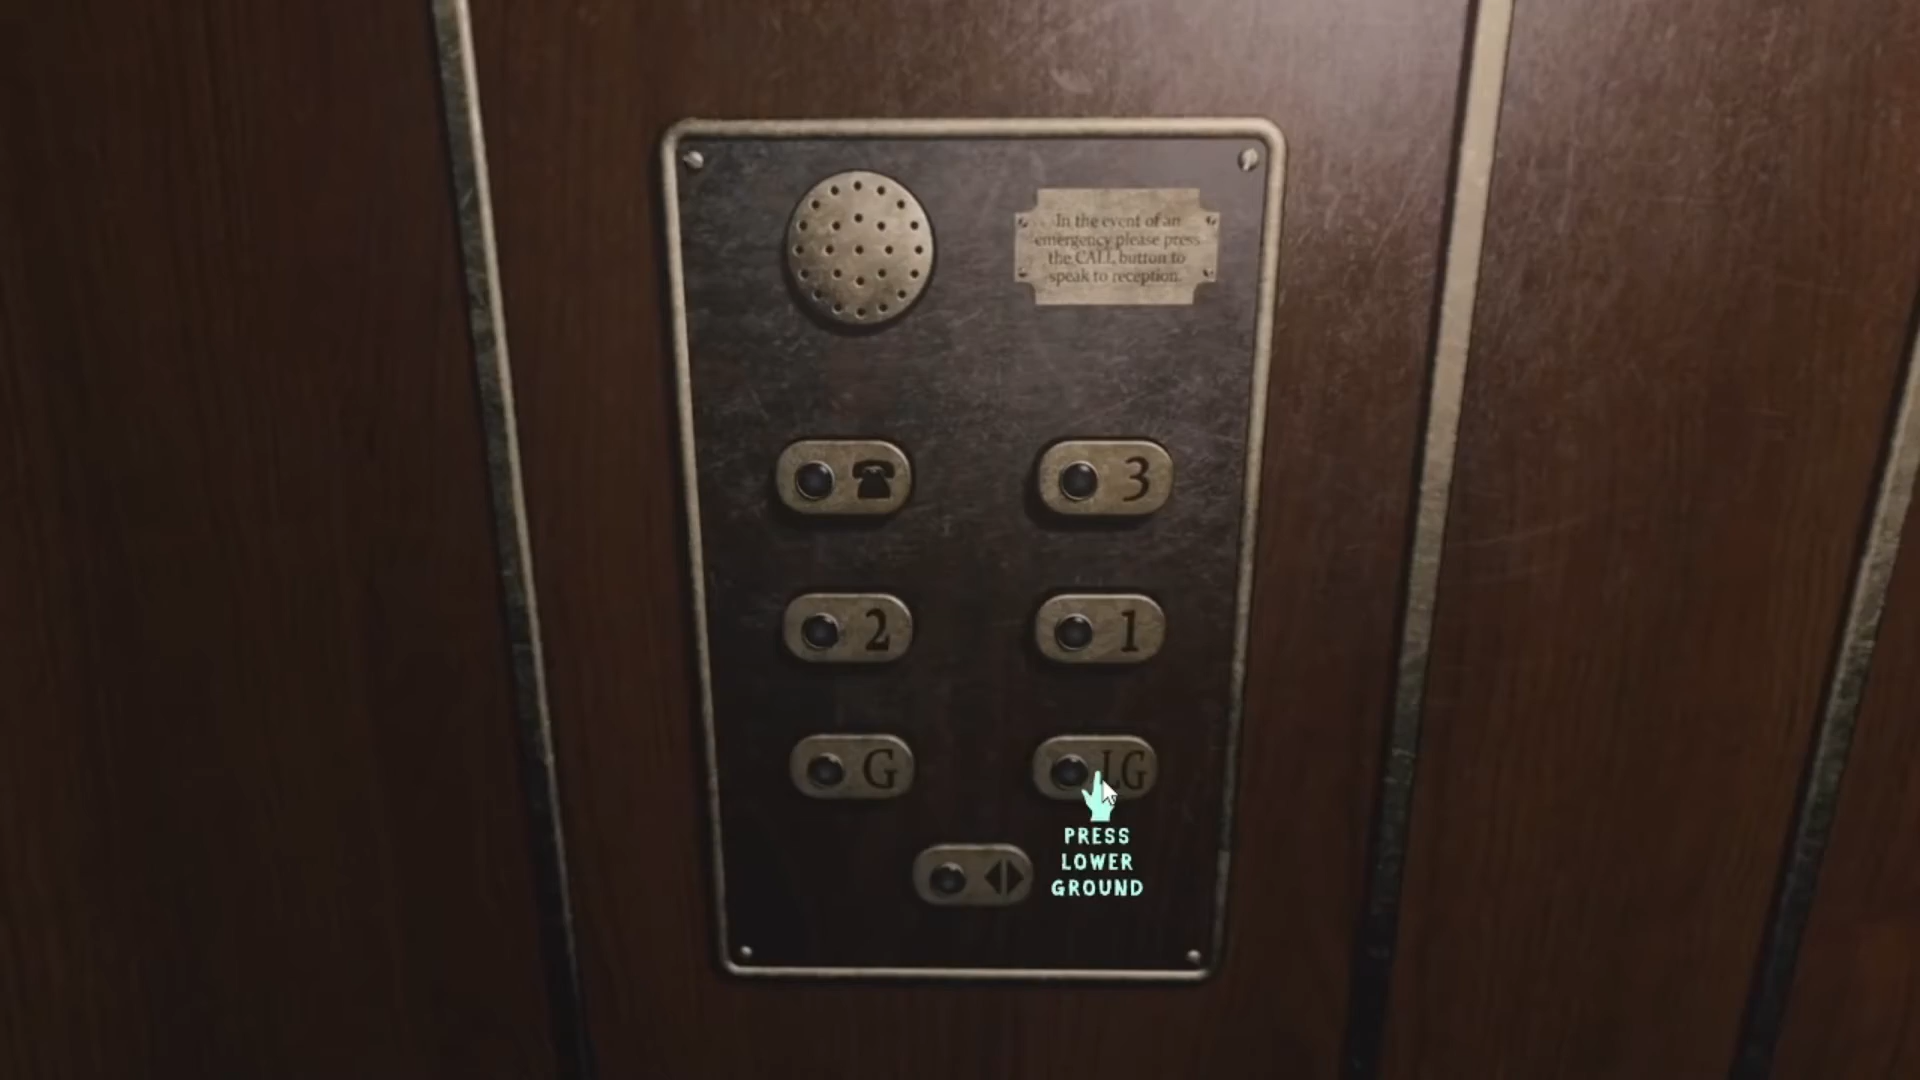 In the event of an
emergency please press
the CALL button to
speak to reception.
3
2
1
G
LG
PRESS
LOWER
GROUND